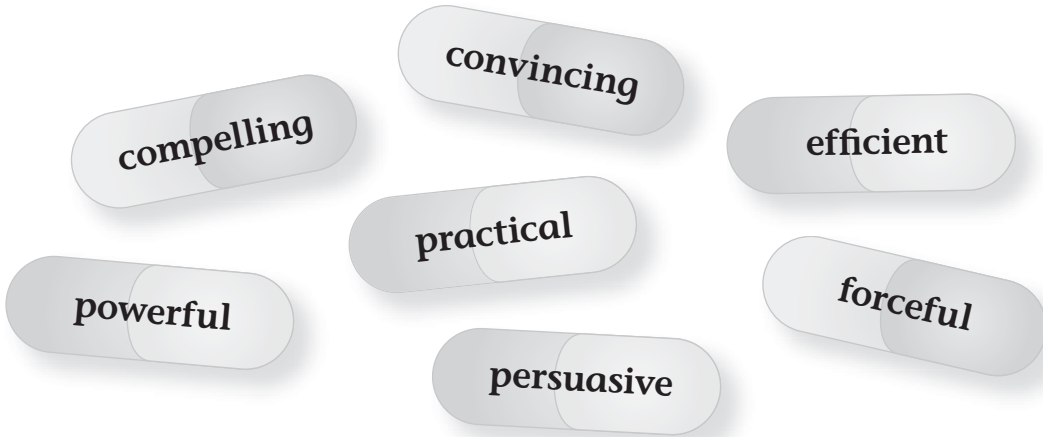 convincing
compelling
efficient
practical
powerful
forceful
persuasive